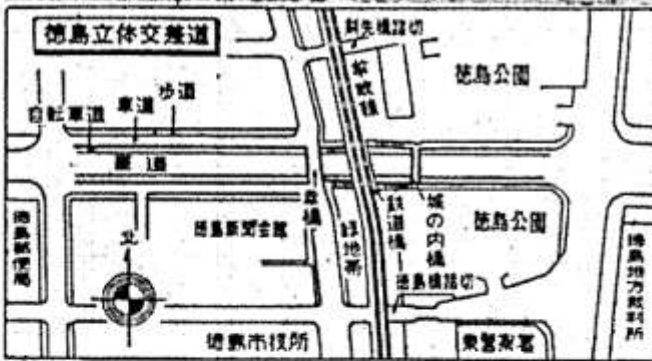 徳島立体交差道
徳島公園
自転車道
車道
歩道
車道
北
徳島新聞会館
車橋
緑地帯
鉄道橋
城の内橋
徳島公園
徳島橋踏切
徳島郵便局
徳島地方裁判所
徳島市役所
東警察署